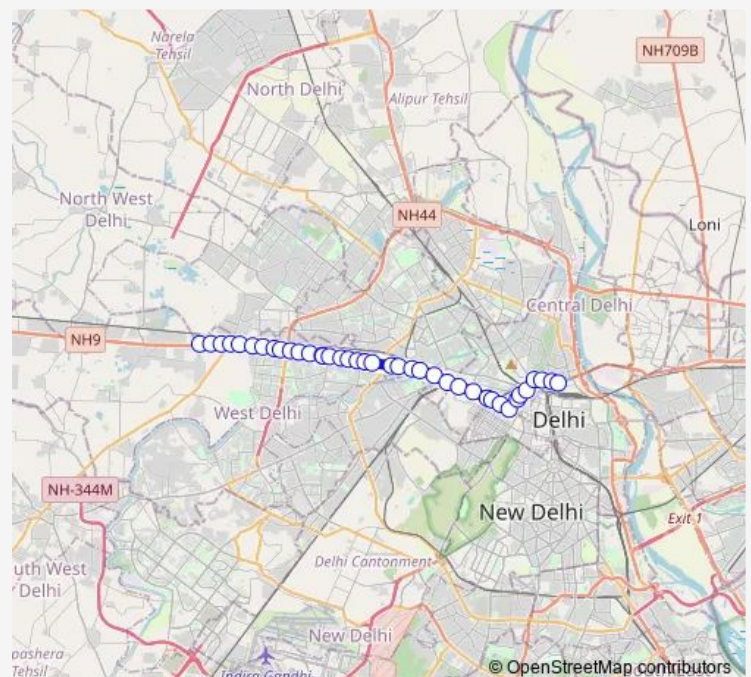 Narela
Tehsil
NH709B
North Delhi
Alipur Tehsil
North West
Delhi
NH44
Loni
Central Delhi
NH9
West Delhi
Delhi
NH-344M
New Delhi
Exit 1
Delhi Cantonment
uth West
Delhi
New Delhi
pashera
Tehsil
Indira Gandhi
© OpenStreetMap contributors